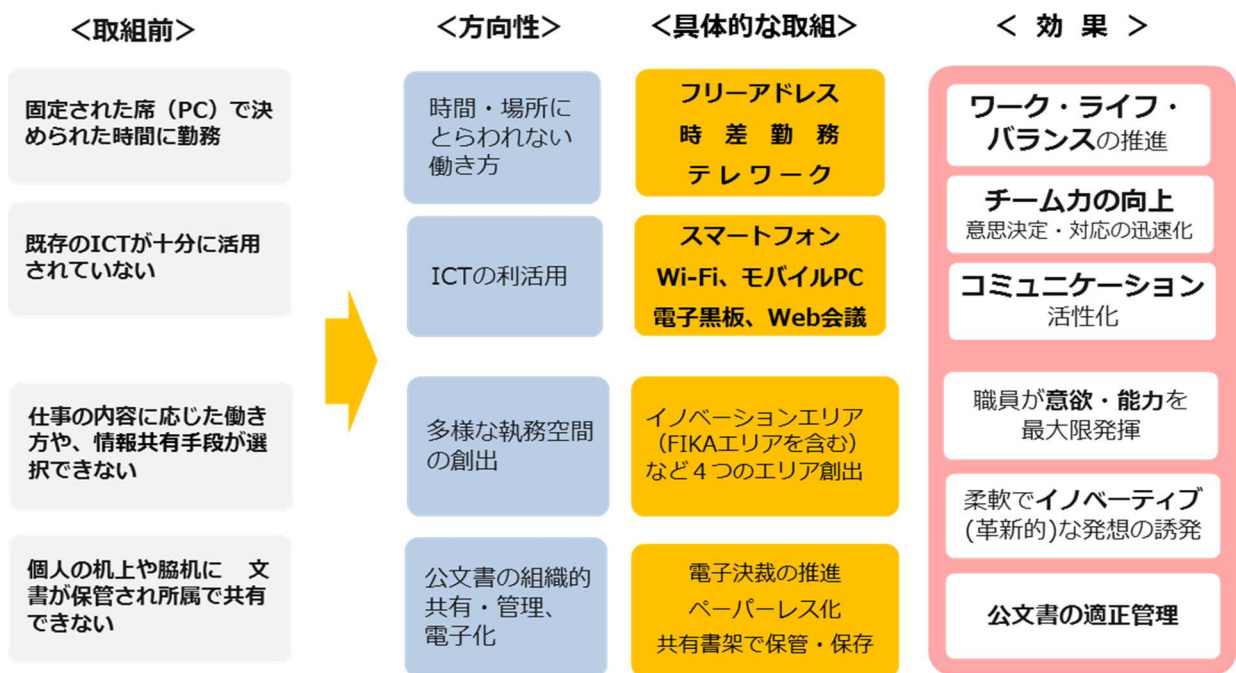 ＜取組前＞
固定された席（PC）で決
められた時間に勤務
既存のICTが十分に活用
されていない
仕事の内容に応じた働き
方や、情報共有手段が選
択できない
個人の机上や脇机に　文
書が保管され所属で共有
できない
＜方向性＞
時間・場所に
とらわれない
働き方
ICTの利活用
多様な執務空間
の創出
公文書の組織的
共有・管理、
電子化
＜具体的な取組＞
フリーアドレス
時 差 勤 務
テ レ ワ ー ク
スマートフォン
Wi-Fi、モバイルPC
電子黒板、Web会議
イノベーションエリア
（FIKAエリアを含む）
など４つのエリア創出
電子決裁の推進
ペーパーレス化
共有書架で保管・保存
＜ 効 果 ＞
ワーク・ライフ・
バランスの推進
チーム力の向上
意思決定・対応の迅速化
コミュニケーション
活性化
職員が意欲・能力を
最大限発揮
柔軟でイノベーティブ
(革新的)な発想の誘発
公文書の適正管理